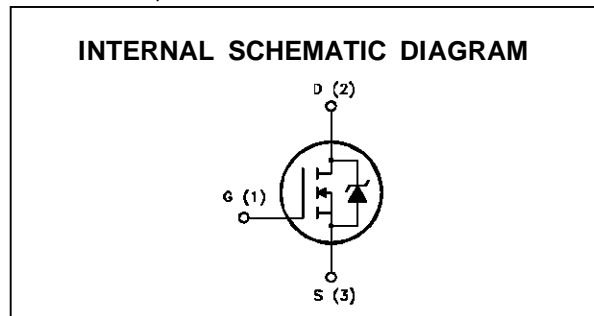 INTERNAL SCHEMATIC DIAGRAM
D (2)
G (1)
S (3)